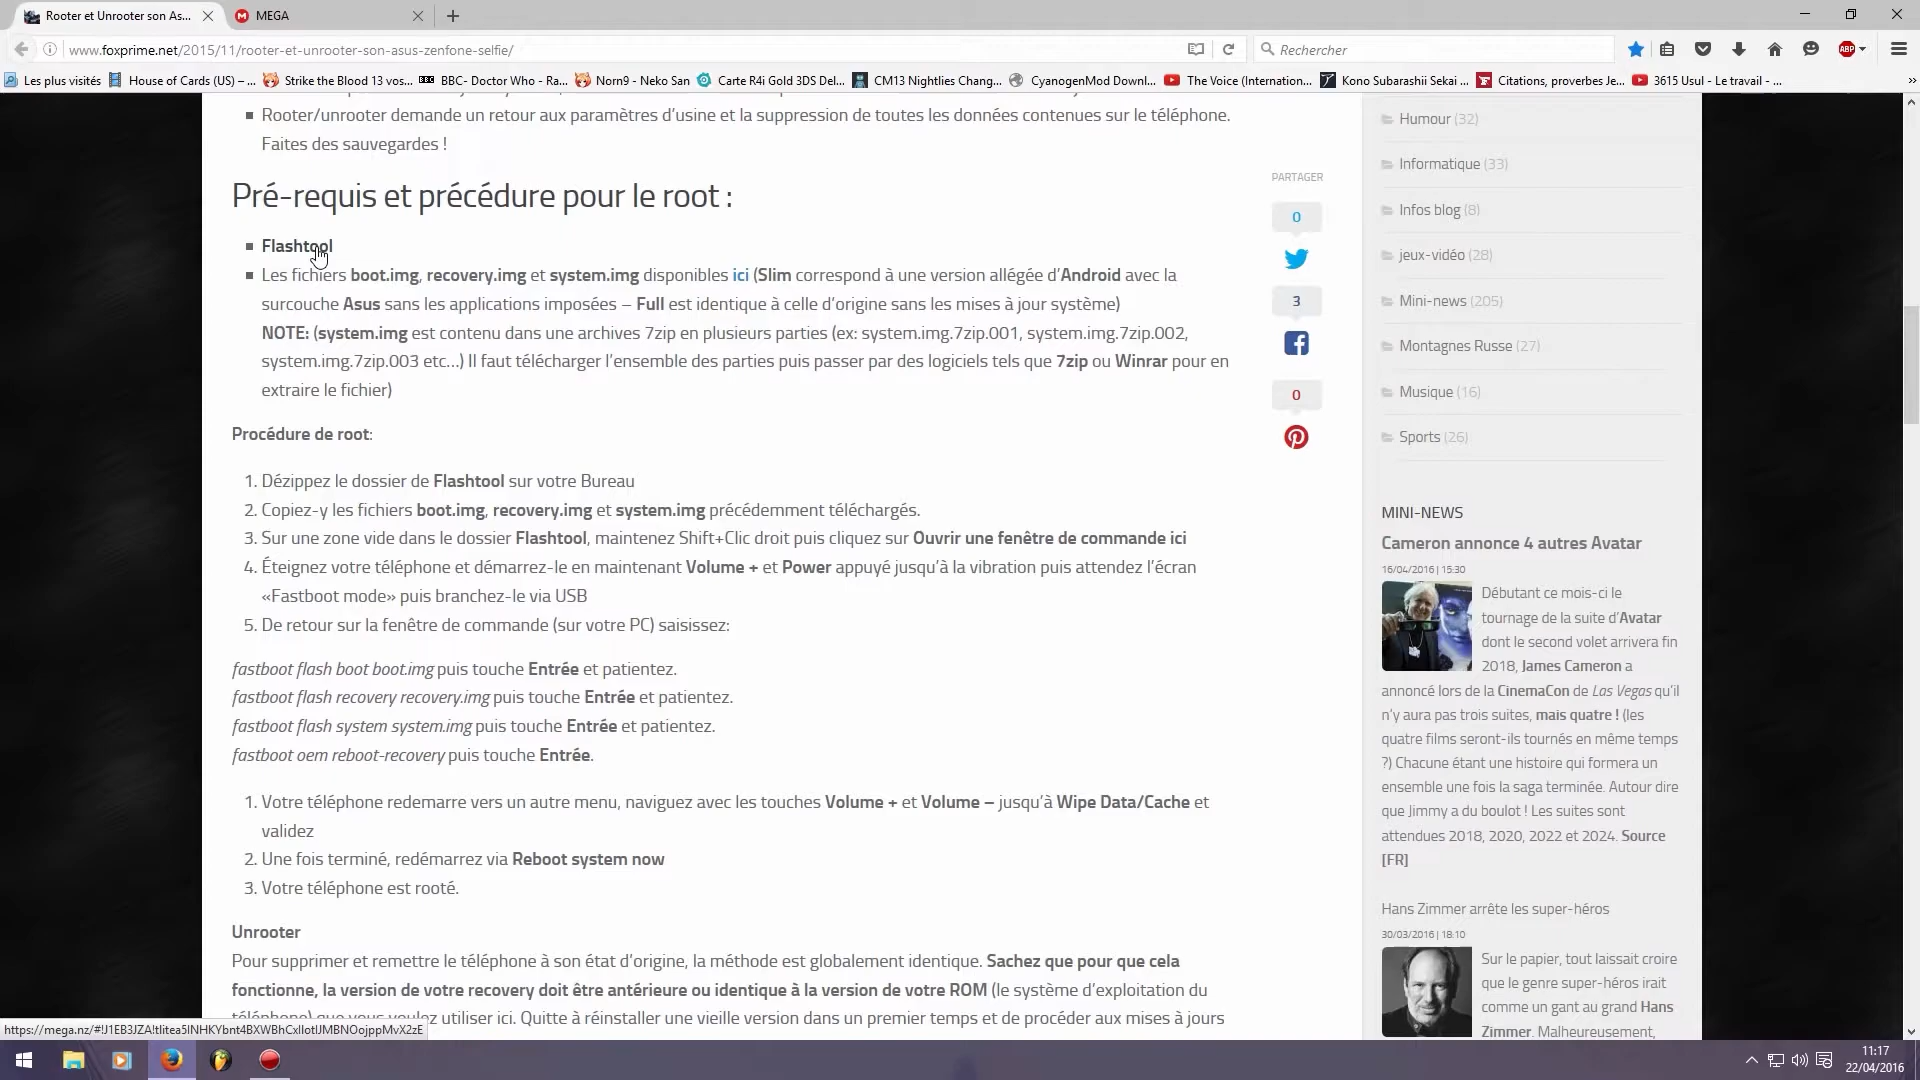 Rooter et Unrooter son As...
MEGA
www.foxprime.net/2015/11/rooter-et-unrooter-son-asus-zenfone-selfie/
Rechercher
ABP
Les plus visités
House of Cards (US) – ...
Strike the Blood 13 vos...
BBC- Doctor Who - Ra...
Norn9 - Neko San
Carte R4i Gold 3DS Del...
CM13 Nightlies Chang...
CyanogenMod Downl...
The Voice (Internation...
Kono Subarashii Sekai ...
Citations, proverbes Je...
3615 Usul - Le travail - ...
Rooter/unrooter demande un retour aux paramètres d’usine et la suppression de toutes les données contenues sur le téléphone.
Faites des sauvegardes !
Pré-requis et précédure pour le root :
Flashtool
Les fichiers boot.img, recovery.img et system.img disponibles ici (Slim correspond à une version allégée d’Android avec la
surcouche Asus sans les applications imposées – Full est identique à celle d’origine sans les mises à jour système)
NOTE: (system.img est contenu dans une archives 7zip en plusieurs parties (ex: system.img.7zip.001, system.img.7zip.002,
system.img.7zip.003 etc...) Il faut télécharger l’ensemble des parties puis passer par des logiciels tels que 7zip ou Winrar pour en
extraire le fichier)
Procédure de root:
1. Dézippez le dossier de Flashtool sur votre Bureau
2. Copiez-y les fichiers boot.img, recovery.img et system.img précédemment téléchargés.
3. Sur une zone vide dans le dossier Flashtool, maintenez Shift+Clic droit puis cliquez sur Ouvrir une fenêtre de commande ici
4. Éteignez votre téléphone et démarrez-le en maintenant Volume + et Power appuyé jusqu’à la vibration puis attendez l’écran
«Fastboot mode» puis branchez-le via USB
5. De retour sur la fenêtre de commande (sur votre PC) saisissez:
fastboot flash boot boot.img puis touche Entrée et patientez.
fastboot flash recovery recovery.img puis touche Entrée et patientez.
fastboot flash system system.img puis touche Entrée et patientez.
fastboot oem reboot-recovery puis touche Entrée.
1. Votre téléphone redemarre vers un autre menu, naviguez avec les touches Volume + et Volume – jusqu’à Wipe Data/Cache et
validez
2. Une fois terminé, redémarrez via Reboot system now
3. Votre téléphone est rooté.
Unrooter
Pour supprimer et remettre le téléphone à son état d’origine, la méthode est globalement identique. Sachez que pour que cela
fonctionne, la version de votre recovery doit être antérieure ou identique à la version de votre ROM (le système d’exploitation du
téléphone) que vous voulez utiliser ici. Quitte à réinstaller une vieille version dans un premier temps et de procéder aux mises à jours
PARTAGER
0
3
0
Humour (32)
Informatique (33)
Infos blog (8)
jeux-vidéo (28)
Mini-news (205)
Montagnes Russe (27)
Musique (16)
Sports (26)
MINI-NEWS
Cameron annonce 4 autres Avatar
16/04/2016 | 15:30
Débutant ce mois-ci le
tournage de la suite d’Avatar
dont le second volet arrivera fin
2018, James Cameron a
annoncé lors de la CinemaCon de Las Vegas qu’il
n’y aura pas trois suites, mais quatre ! (les
quatre films seront-ils tournés en même temps
?) Chacune étant une histoire qui formera un
ensemble une fois la saga terminée. Autour dire
que Jimmy a du boulot ! Les suites sont
attendues 2018, 2020, 2022 et 2024. Source
[FR]
Hans Zimmer arrête les super-héros
30/03/2016 | 18:10
Sur le papier, tout laissait croire
que le genre super-héros irait
comme un gant au grand Hans
Zimmer. Malheureusement,
11:17
22/04/2016